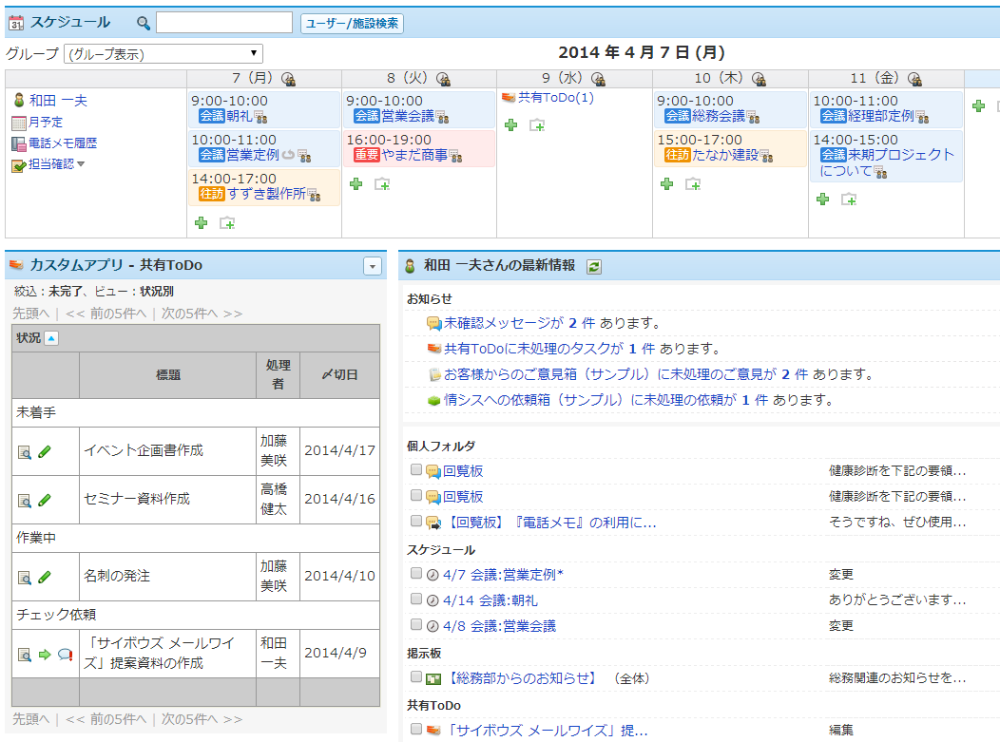 31 スケジュール ユーザー/施設検索
グループ (グループ表示) 2014 年 4 月 7 日 (月)
7 (月) 8 (火) 9 (水) 10 (木) 11 (金)
和田 一夫
月予定
電話メモ履歴
担当確認
9:00-10:00
会議 朝礼
10:00-11:00
会議 営業定例
14:00-17:00
往訪 すずき製作所
9:00-10:00
会議 営業会議
16:00-19:00
重要 やまだ商事
共有ToDo(1)
9:00-10:00
会議 総務会議
15:00-17:00
往訪 たなか建設
10:00-11:00
会議 経理部定例
14:00-15:00
会議 来期プロジェクト
について
カスタムアプリ - 共有ToDo
絞込：未完了、ビュー：状況別
先頭へ | << 前の5件へ | 次の5件へ >>
状況
標題 処理者 〆切日
未着手
イベント企画書作成 加藤美咲 2014/4/17
セミナー資料作成 高橋健太 2014/4/16
作業中
名刺の発注 加藤美咲 2014/4/10
チェック依頼
「サイボウズ メールワイズ」提案資料の作成 和田一夫 2014/4/9
先頭へ | << 前の5件へ | 次の5件へ >>
和田 一夫さんの最新情報
お知らせ
未確認メッセージが 2 件 あります。
共有ToDoに未処理のタスクが 1 件 あります。
お客様からのご意見箱（サンプル）に未処理のご意見が 2 件 あります。
情シスへの依頼箱（サンプル）に未処理の依頼が 1 件 あります。
個人フォルダ
回覧板 健康診断を下記の要領...
回覧板 健康診断を下記の要領...
【回覧板】『電話メモ』の利用に... そうですね、ぜひ使用...
スケジュール
4/7 会議:営業定例* 変更
4/14 会議:朝礼 ありがとうございます...
4/8 会議:営業会議 変更
掲示板
【総務部からのお知らせ】 （全体） 総務関連のお知らせを...
共有ToDo
「サイボウズ メールワイズ」提... 編集